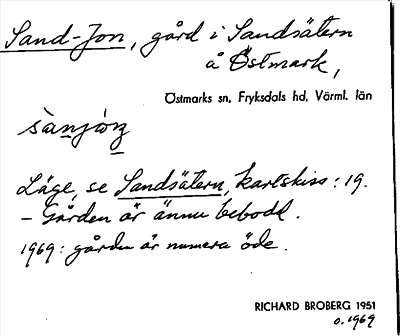 Sand-Jon, gård i Sandsätern
å Östmark,
Östmarks sn, Fryksdals hd, Värml. län
Läge, se Sandsätern, kartskiss: 19.
- Gården är ännu bebodd.
1969: gården är numera öde.
RICHARD BROBERG 1951
o. 1969